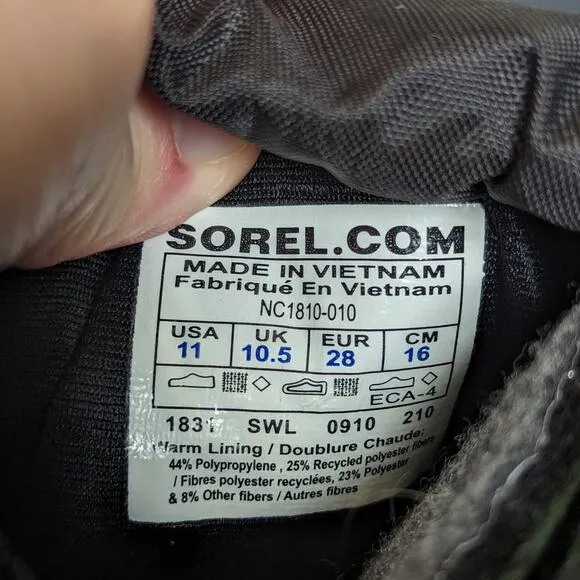 SOREL.COM
MADE IN VIETNAM
Fabriqué En Vietnam
NC1810-010
USA UK EUR CM
11 10.5 28 16
ECA-4
1831 SWL 0910 210
Warm Lining / Doublure Chaude:
44% Polypropylene , 25% Recycled polyester fibers
/ Fibres polyester recyclées, 23% Polyester
& 8% Other fibers / Autres fibres